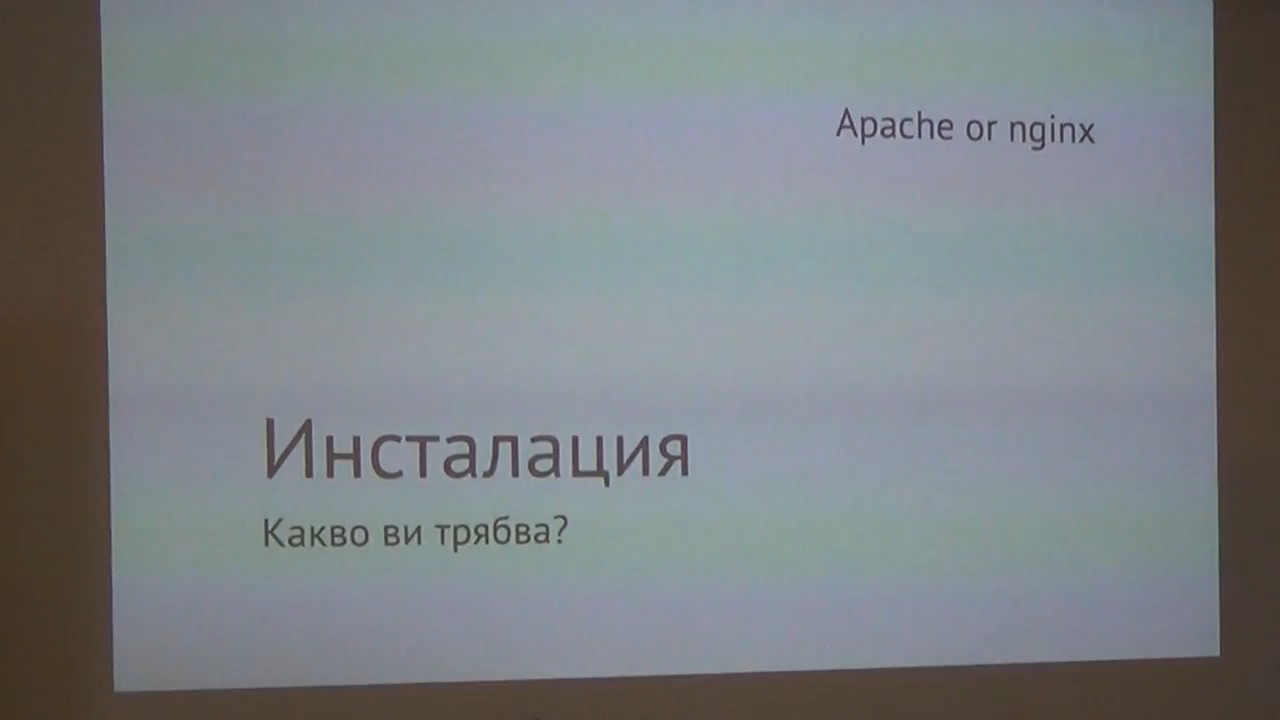 Apache or nginx
Инсталация
Какво ви трябва?